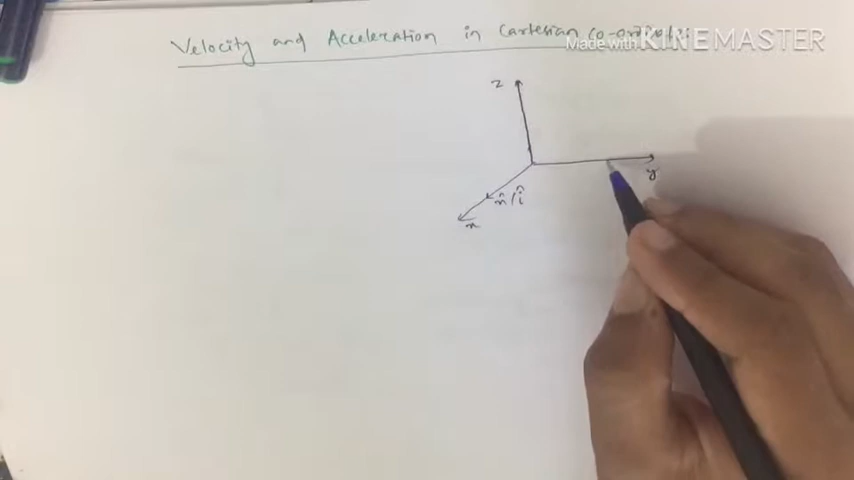 Velocity and Acceleration in Cartesian co-ordinates
Made with KINEMASTER
z
y
x̂/î
x